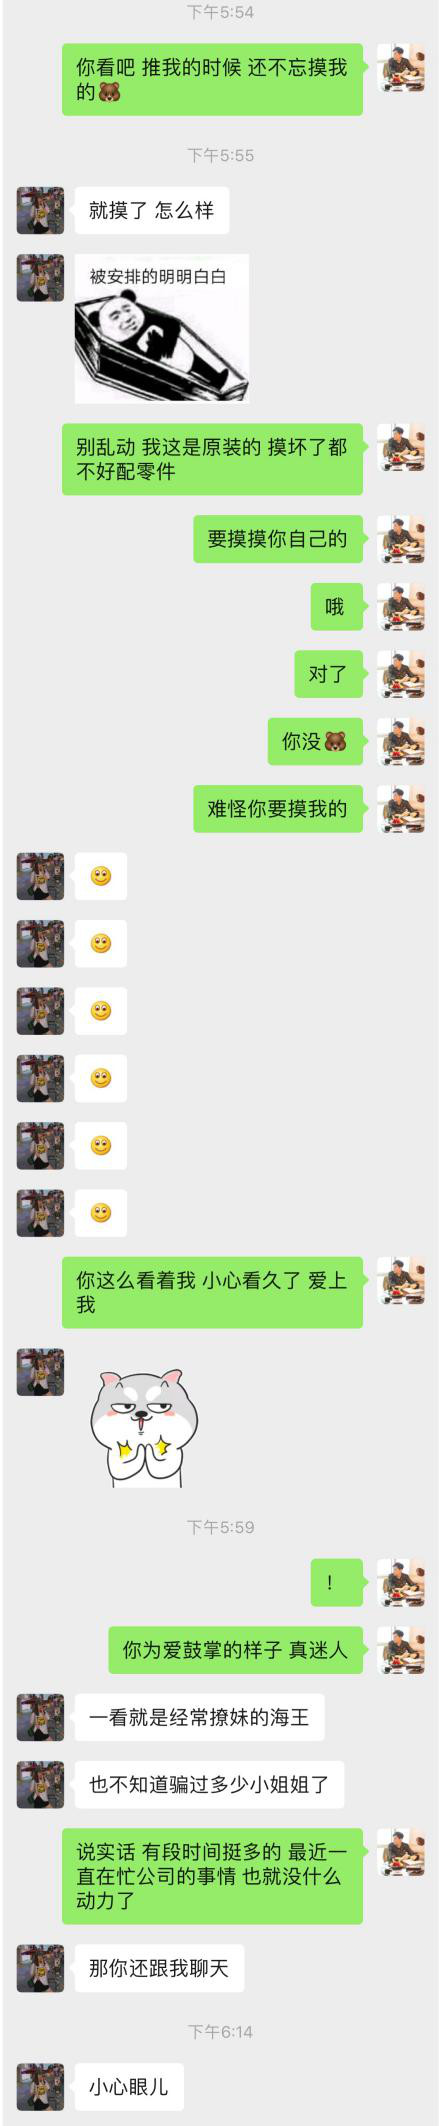 下午5:54
你看吧 推我的时候 还不忘摸我
的🐻
下午5:55
就摸了 怎么样
被安排的明明白白
别乱动 我这是原装的 摸坏了都
不好配零件
要摸摸你自己的
哦
对了
你没🐻
难怪你要摸我的
你这么看着我 小心看久了 爱上
我
下午5:59
！
你为爱鼓掌的样子 真迷人
一看就是经常撩妹的海王
也不知道骗过多少小姐姐了
说实话 有段时间挺多的 最近一
直在忙公司的事情 也就没什么
动力了
那你还跟我聊天
下午6:14
小心眼儿